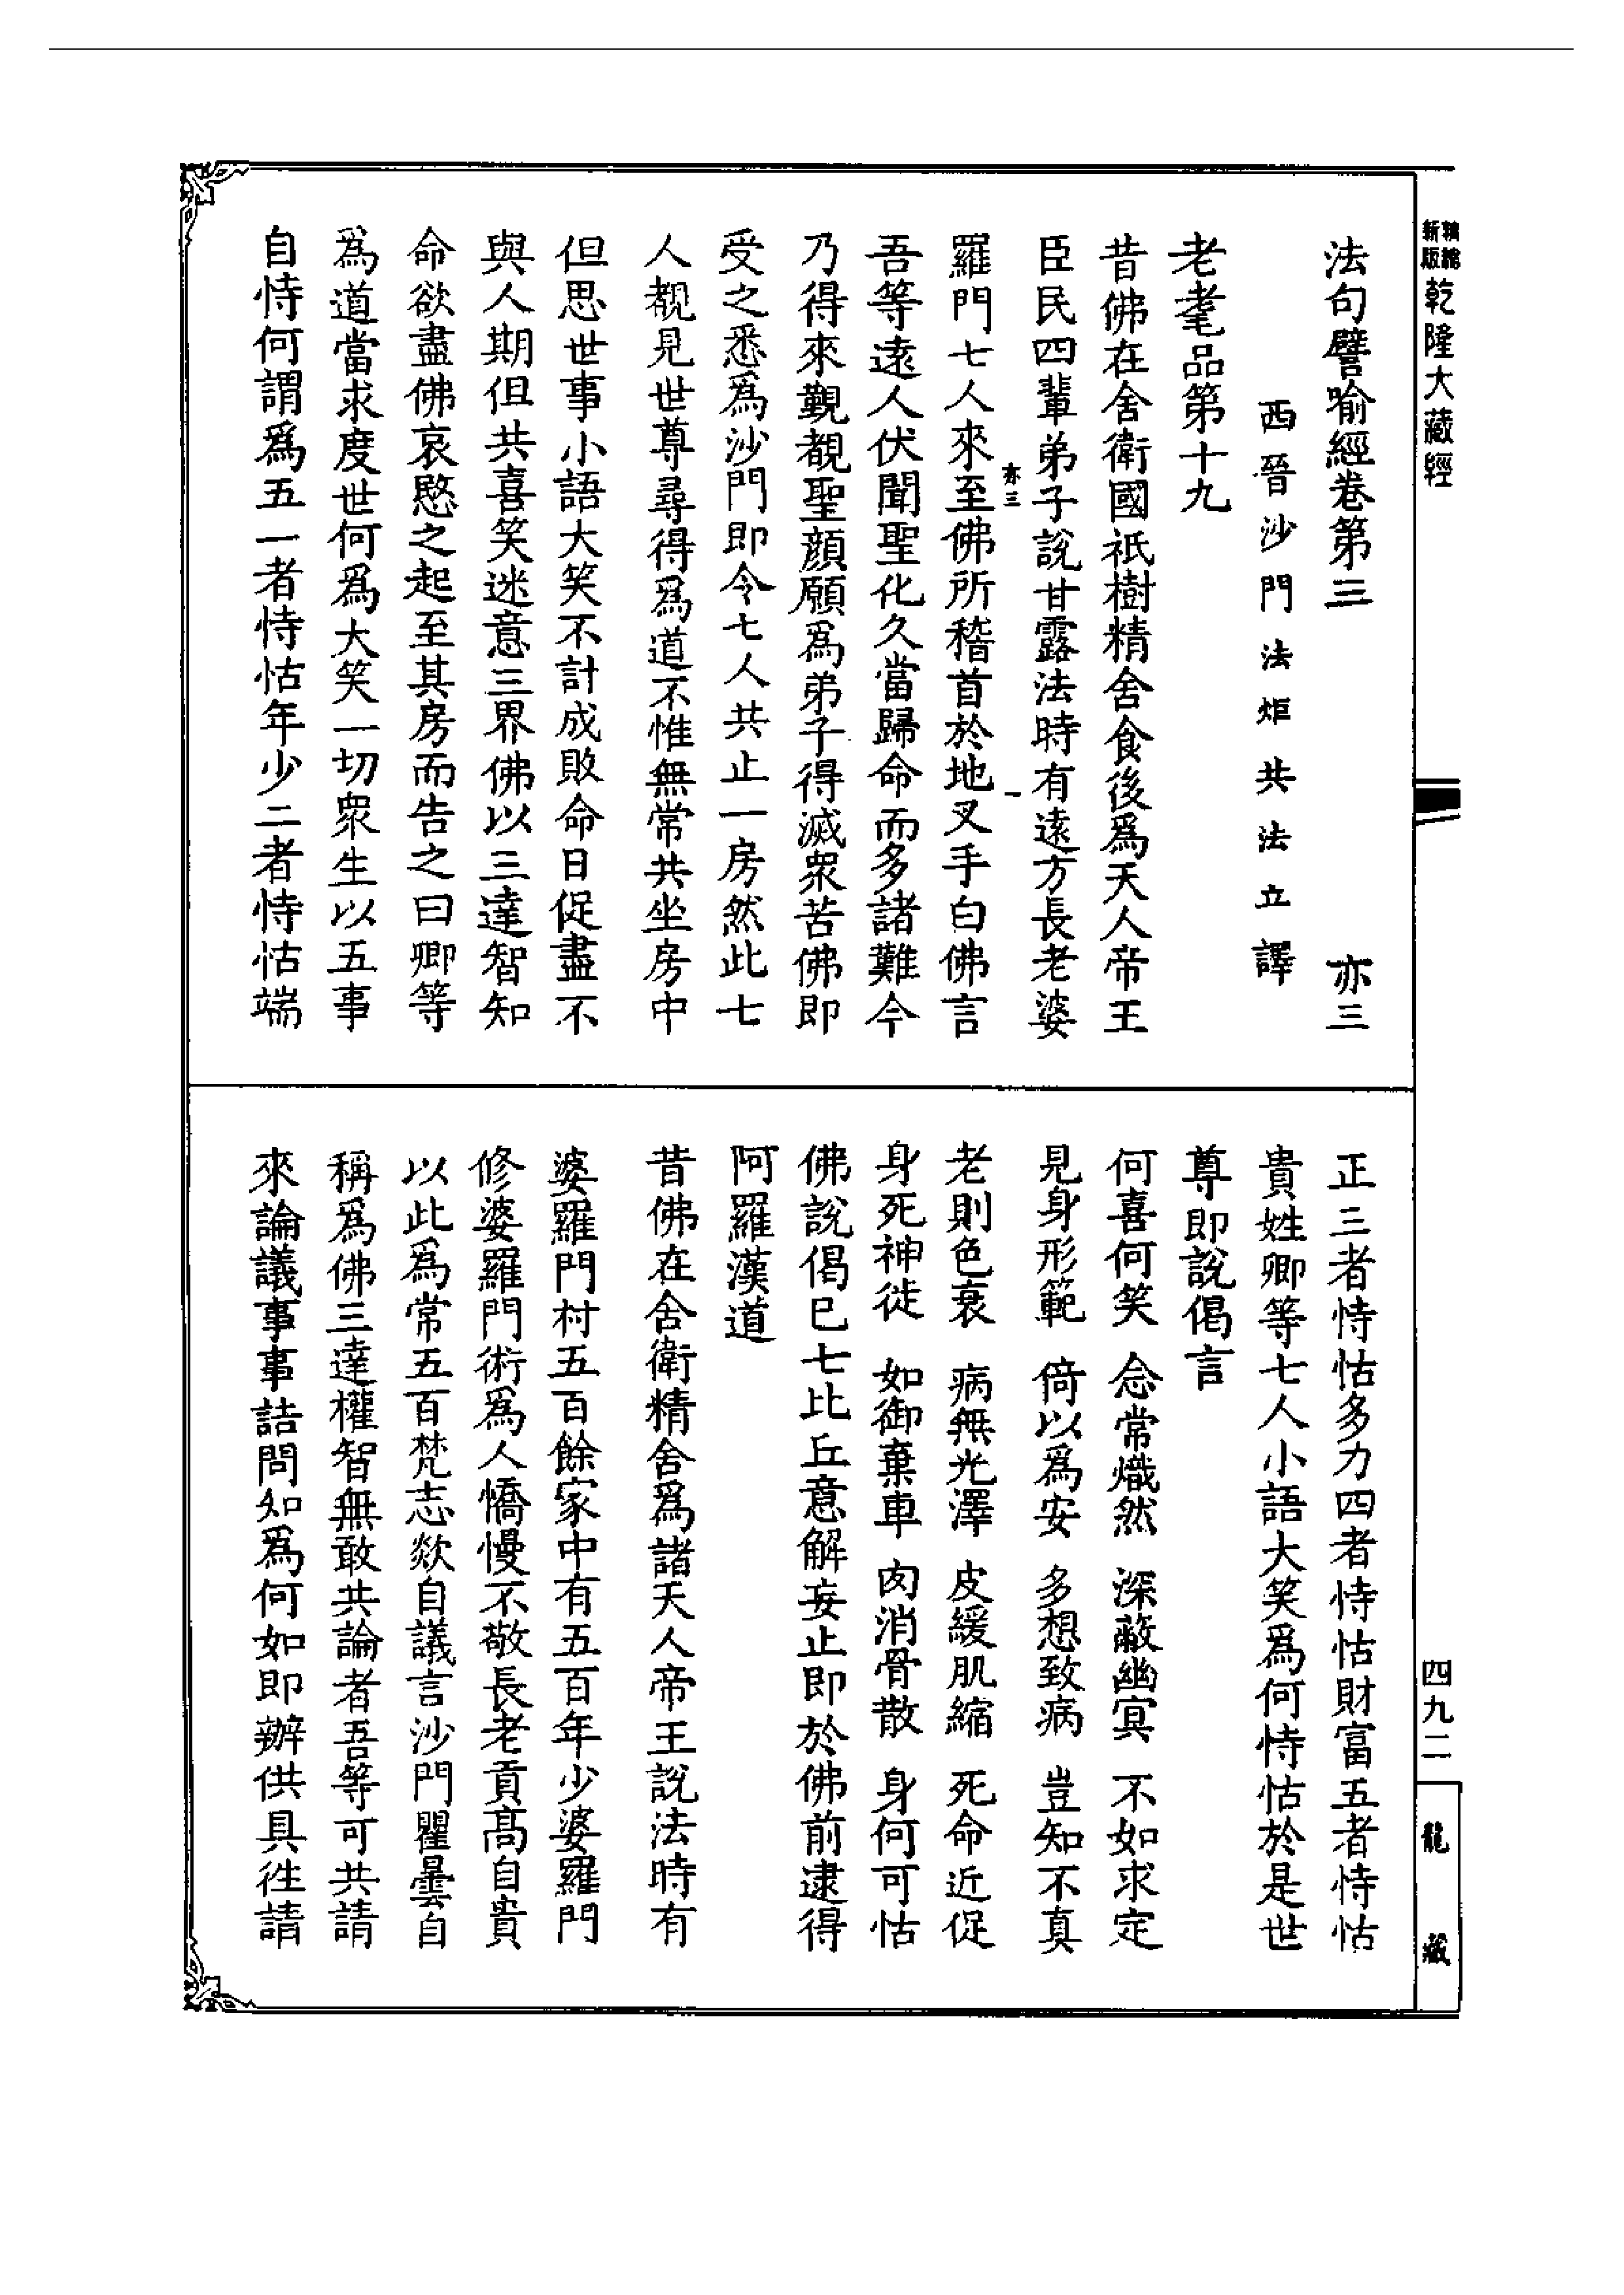 新版精縮乾隆大藏經
四九二
龍藏
法句譬喻經卷第三 亦三
西晉沙門法炬共法立譯
老耄品第十九
昔佛在舍衛國祇樹精舍食後爲天人帝王
臣民四輩弟子說甘露法時有遠方長老婆
亦三 一
羅門七人來至佛所稽首於地叉手白佛言
吾等遠人伏聞聖化久當歸命而多諸難今
乃得來覲覩聖顏願爲弟子得滅衆苦佛即
受之悉爲沙門即令七人共止一房然此七
人覩見世尊尋得爲道不惟無常共坐房中
但思世事小語大笑不計成敗命日促盡不
與人期但共喜笑迷意三界佛以三達智知
命欲盡佛哀愍之起至其房而告之曰卿等
爲道當求度世何爲大笑一切衆生以五事
自恃何謂爲五一者恃怙年少二者恃怙端
正三者恃怙多力四者恃怙財富五者恃怙
貴姓卿等七人小語大笑爲何恃怙於是世
尊即說偈言
何喜何笑 念常熾然 深蔽幽冥 不如求定
見身形範 倚以爲安 多想致病 豈知不真
老則色衰 病無光澤 皮緩肌縮 死命近促
身死神徙 如御棄車 肉消骨散 身何可怙
佛說偈巳七比丘意解妄止即於佛前逮得
阿羅漢道
昔佛在舍衛精舍爲諸天人帝王說法時有
婆羅門村五百餘家中有五百年少婆羅門
修婆羅門術爲人憍慢不敬長老貢高自貴
以此爲常五百梵志欻自議言沙門瞿曇自
稱爲佛三達權智無敢共論者吾等可共請
來論議事事詰問知爲何如即辦供具徃請